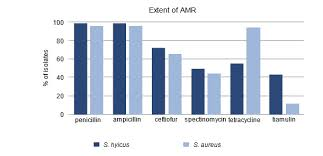 Extent of AMR
% of isolates
100
80
60
40
20
0
penicillin ampicillin ceftiofur spectinomycin tetracycline tiamulin
S. hyicus S. aureus